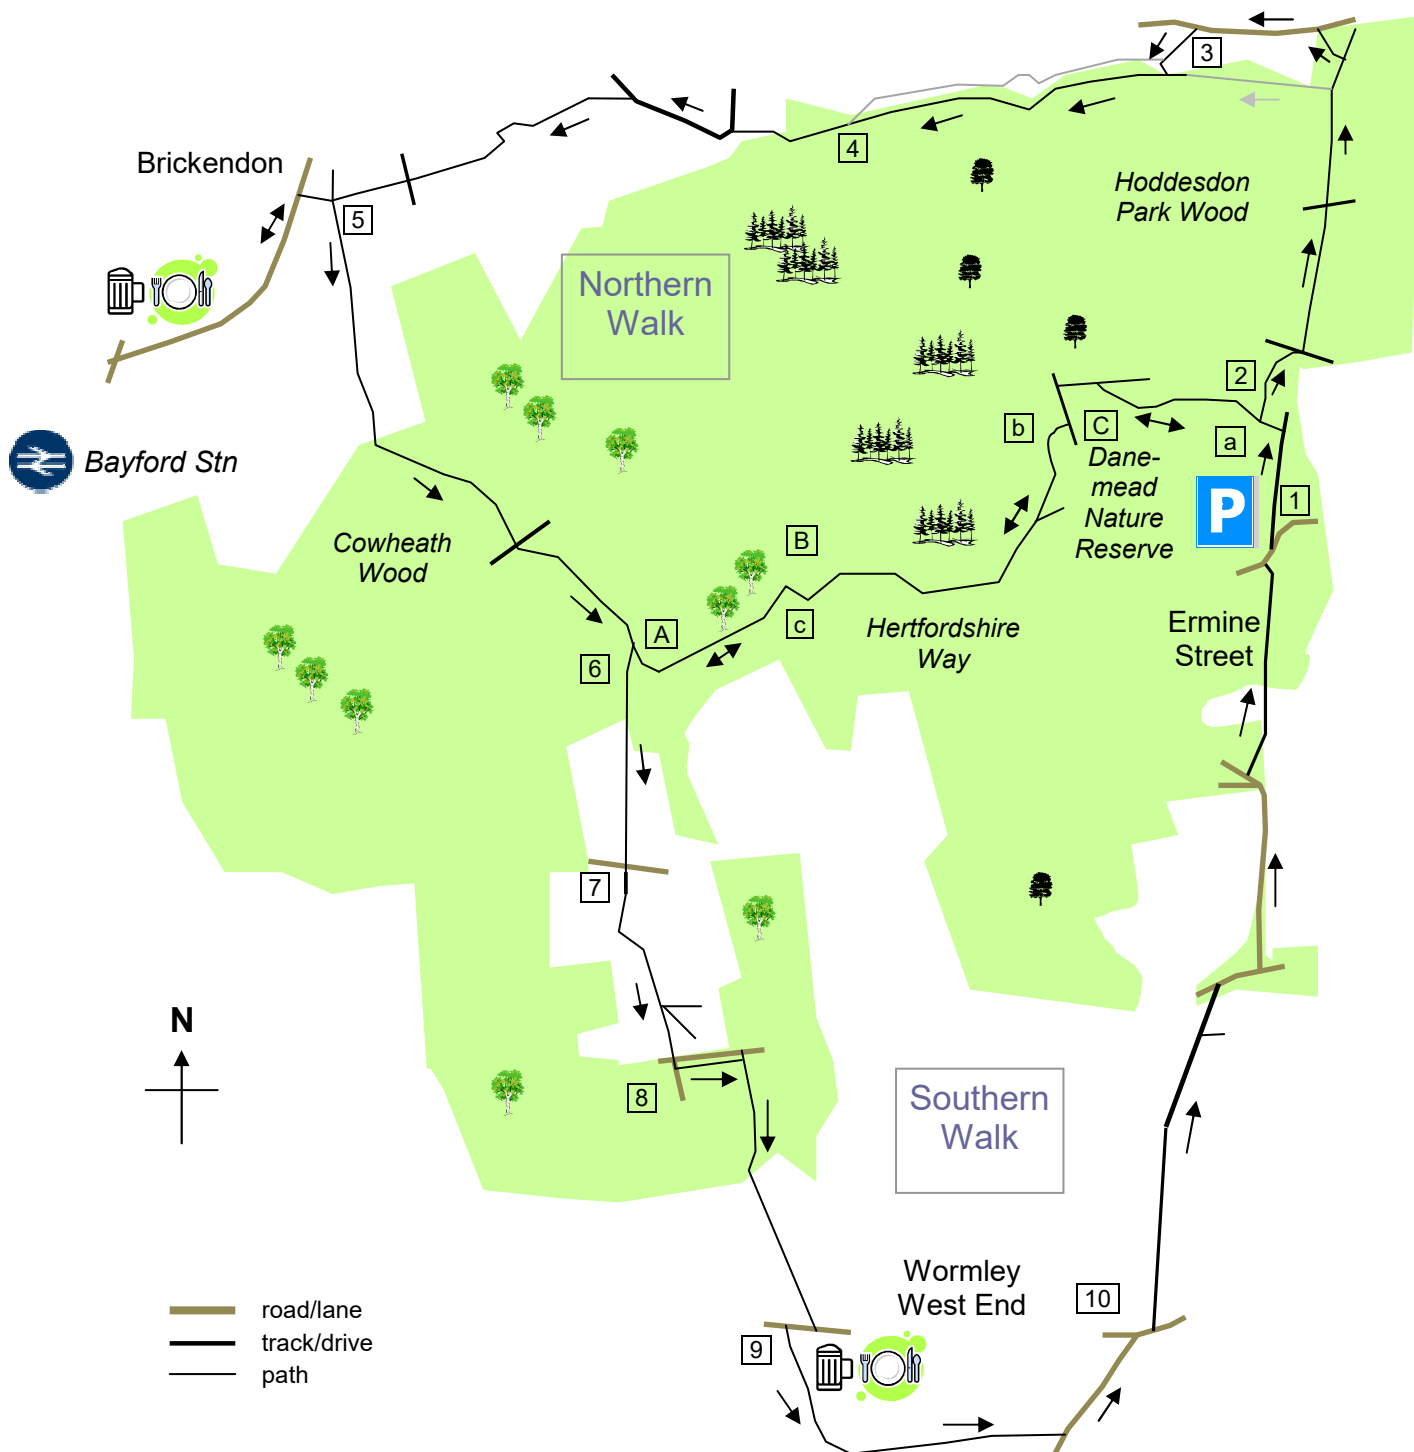 3
4
Brickendon
Hoddesdon
Park Wood
5
Northern
Walk
2
b
C
a
Bayford Stn
Dane-
mead
Nature
Reserve
P
1
Cowheath
Wood
B
A
c
Hertfordshire
Way
Ermine
Street
6
7
N
8
Southern
Walk
Wormley
West End
10
road/lane
track/drive
path
9